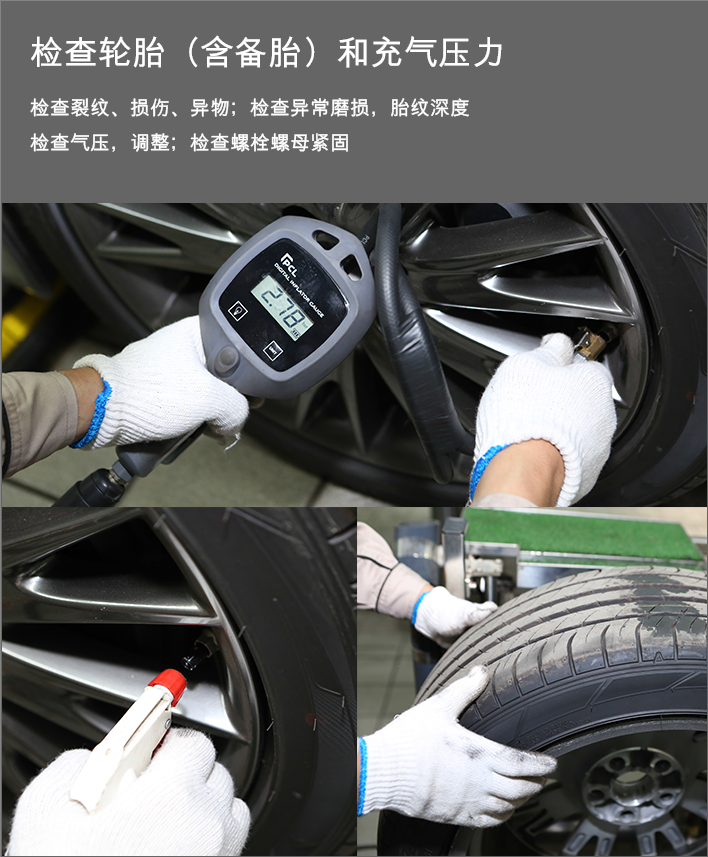 检查轮胎（含备胎）和充气压力
检查裂纹、损伤、异物；检查异常磨损，胎纹深度
检查气压，调整；检查螺栓螺母紧固
PCL
DIGITAL INFLATOR GAUGE
2.78